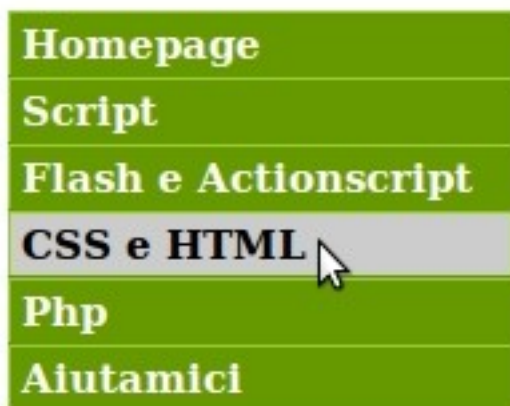 Homepage
Script
Flash e Actionscript
CSS e HTML
Php
Aiutamici